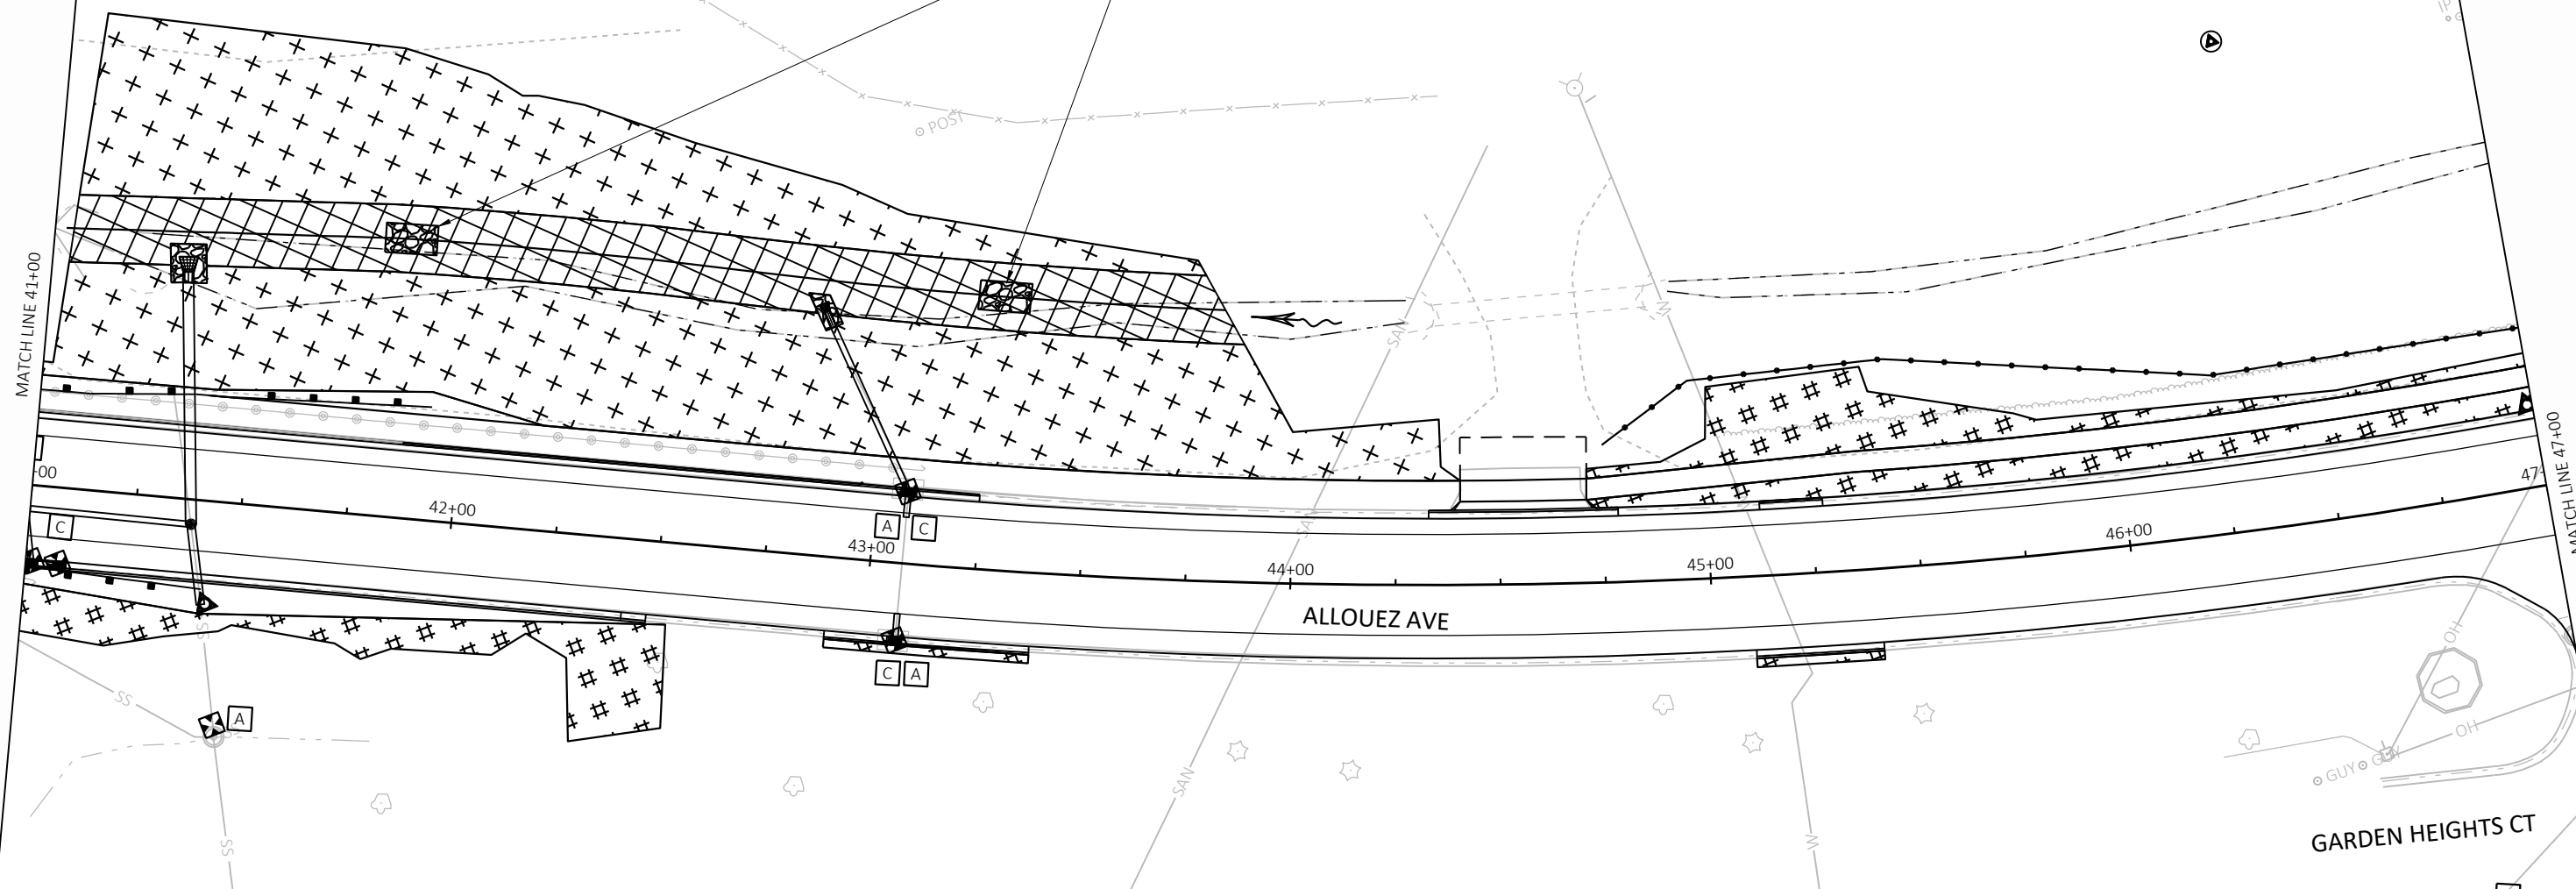 IP
POST
MATCH LINE 41+00
W
SAN
MATCH LINE 47+00
-00
C
42+00
A
C
43+00
SAN
44+00
45+00
46+00
47+
ALLOUEZ AVE
SS
C
A
SS
A
OH
OH
GUY
GUY
SAN
W
SS
GARDEN HEIGHTS CT